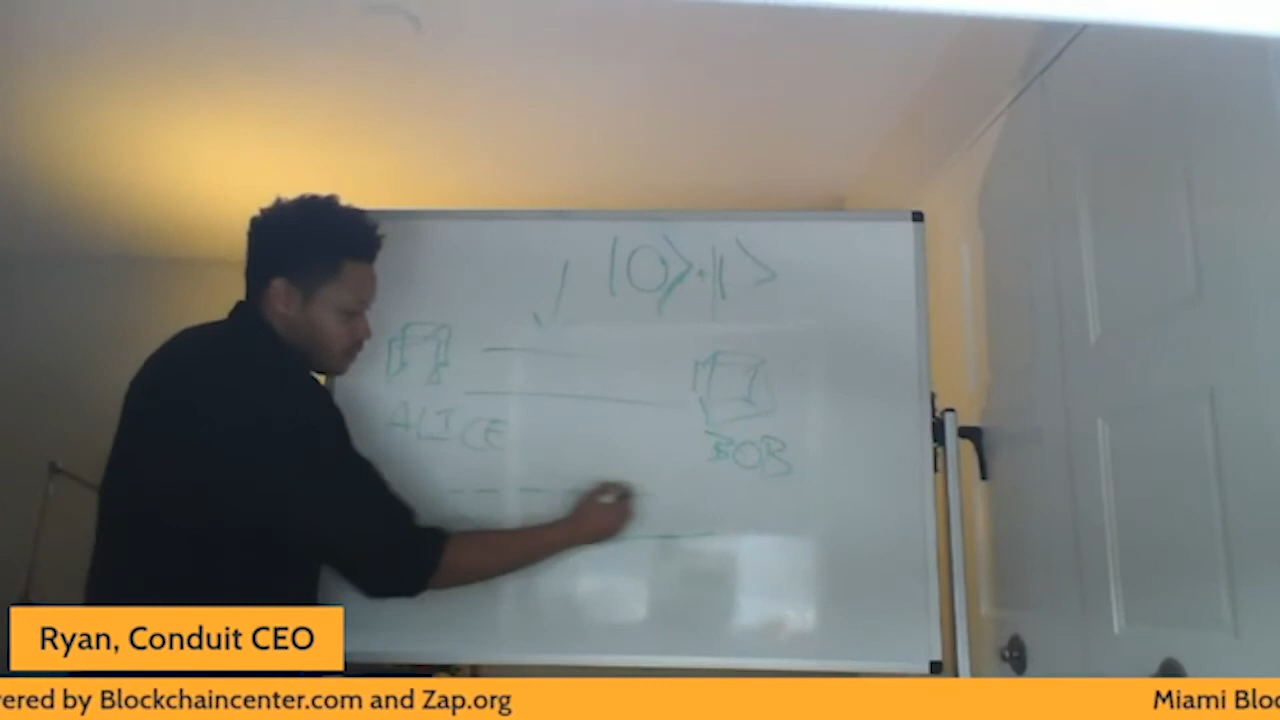 |0>+|1>
ALICE
BOB
Ryan, Conduit CEO
ered by Blockchaincenter.com and Zap.org
Miami Bloc